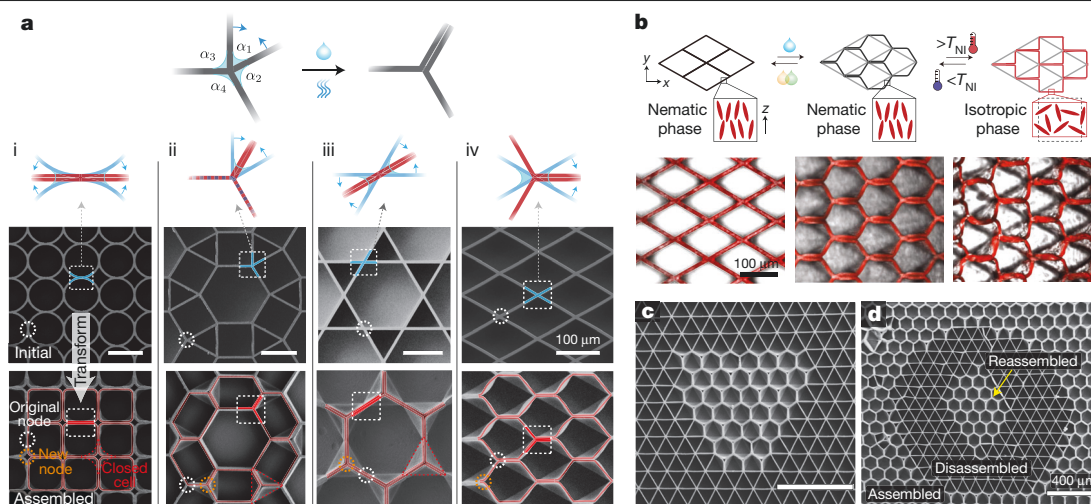 a
α3
α1
α2
α4
i
ii
iii
iv
Initial
Transform
100 μm
Original
node
New
node
Closed
cell
Assembled
b
y
x
>TNI
<TNI
Nematic
phase
z
Nematic
phase
Isotropic
phase
100 μm
c
d
Reassembled
Disassembled
Assembled
400 μm